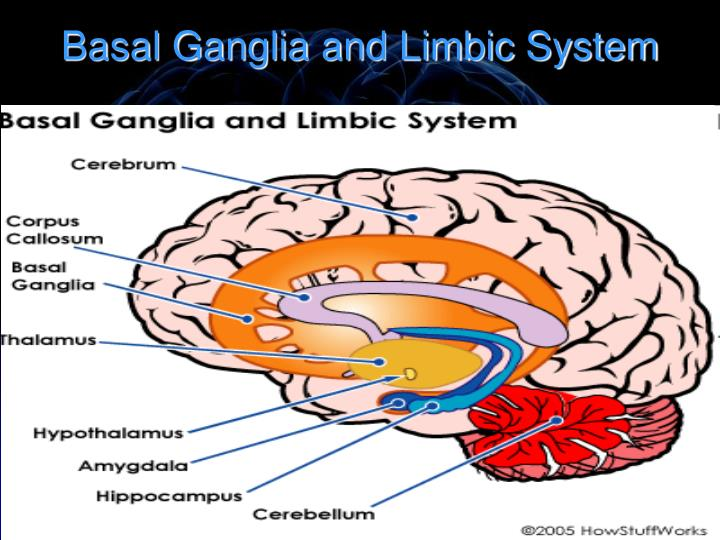 Basal Ganglia and Limbic System
Basal Ganglia and Limbic System
Cerebrum
Corpus
Callosum
Basal
Ganglia
Thalamus
Hypothalamus
Amygdala
Hippocampus
Cerebellum
©2005 HowStuffWorks